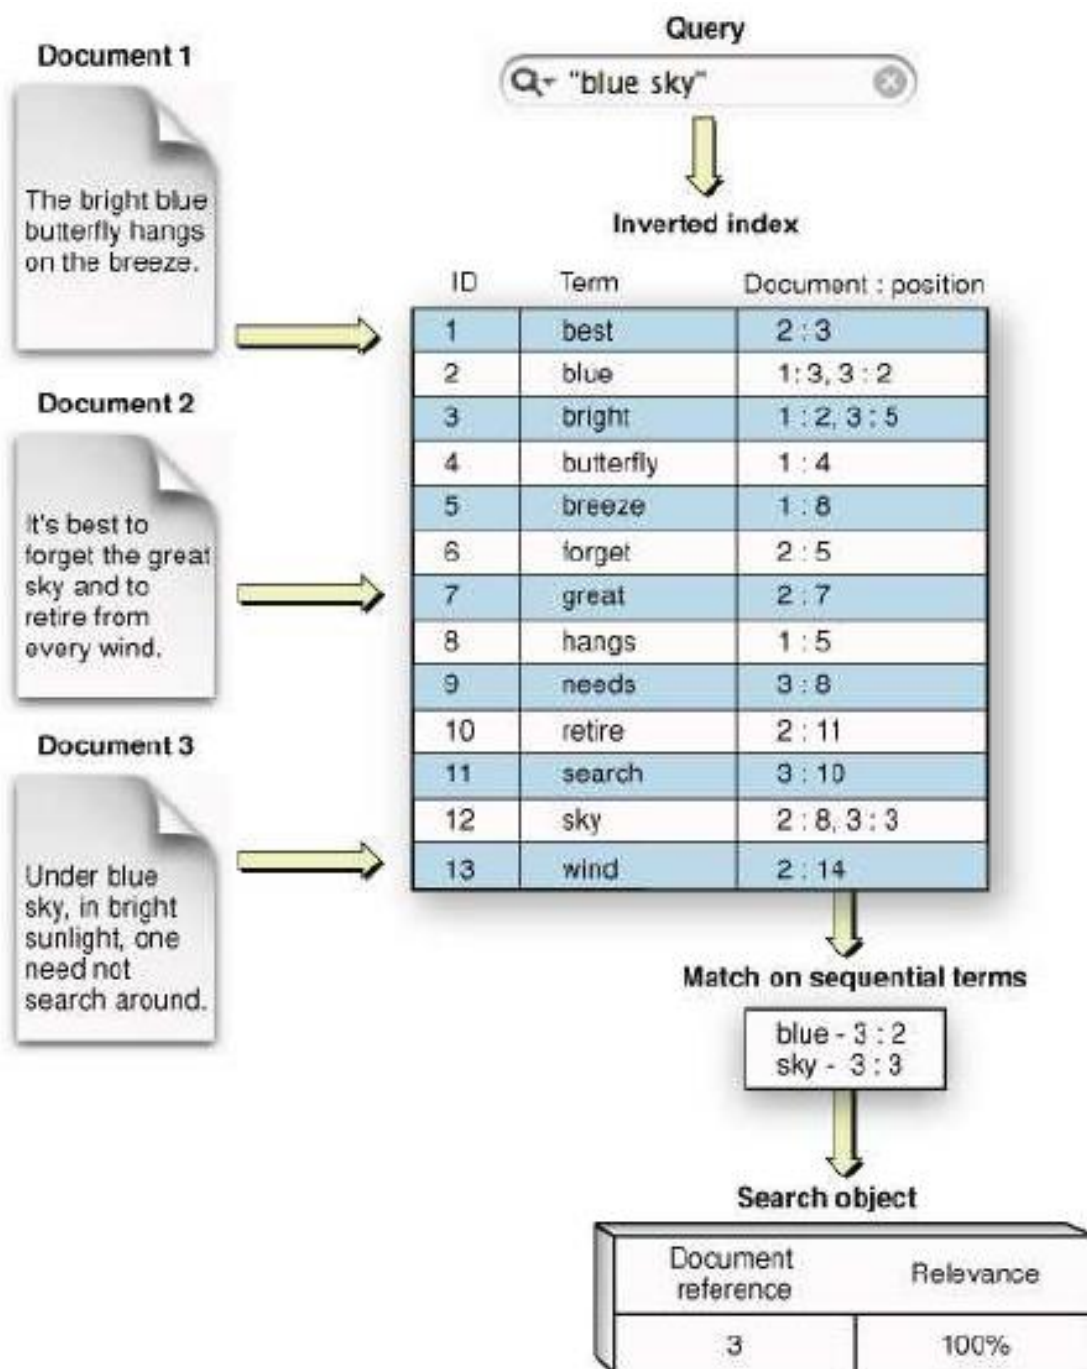 Document 1
The bright blue
butterfly hangs
on the breeze.
Document 2
It's best to
forget the great
sky and to
retire from
every wind.
Document 3
Under blue
sky, in bright
sunlight, one
need not
search around.
Query
"blue sky"
Inverted index
ID Term Document : position
1 best 2 : 3
2 blue 1 : 3, 3 : 2
3 bright 1 : 2, 3 : 5
4 butterfly 1 : 4
5 breeze 1 : 8
6 forget 2 : 5
7 great 2 : 7
8 hangs 1 : 5
9 needs 3 : 8
10 retire 2 : 11
11 search 3 : 10
12 sky 2 : 8, 3 : 3
13 wind 2 : 14
Match on sequential terms
blue - 3 : 2
sky - 3 : 3
Search object
Document
reference
Relevance
3 100%